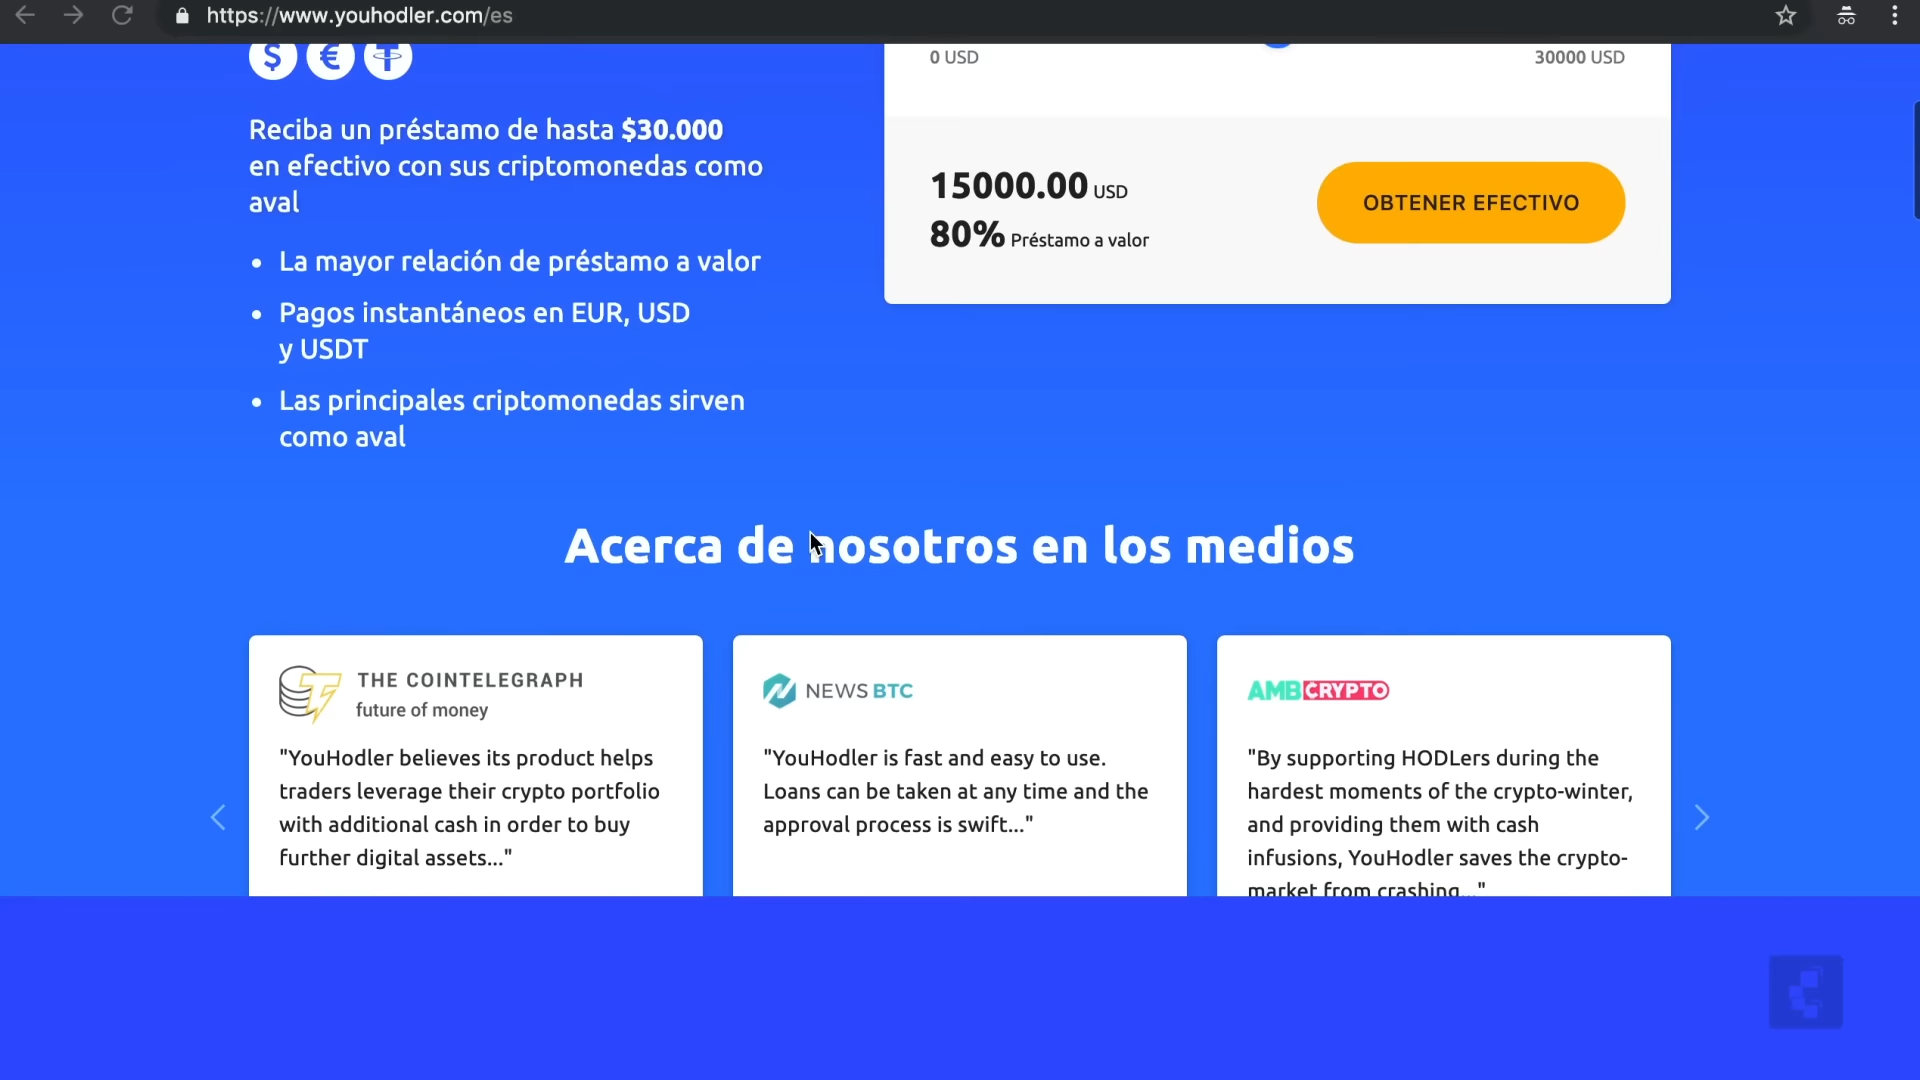 https://www.youhodler.com/es
$ €
0 USD
30000 USD
Reciba un préstamo de hasta $30.000
en efectivo con sus criptomonedas como
aval
La mayor relación de préstamo a valor
Pagos instantáneos en EUR, USD
y USDT
Las principales criptomonedas sirven
como aval
15000.00 USD
80% Préstamo a valor
OBTENER EFECTIVO
Acerca de nosotros en los medios
THE COINTELEGRAPH
future of money
"YouHodler believes its product helps
traders leverage their crypto portfolio
with additional cash in order to buy
further digital assets..."
NEWS BTC
"YouHodler is fast and easy to use.
Loans can be taken at any time and the
approval process is swift..."
AMBCRYPTO
"By supporting HODLers during the
hardest moments of the crypto-winter,
and providing them with cash
infusions, YouHodler saves the crypto-
market from crashing..."